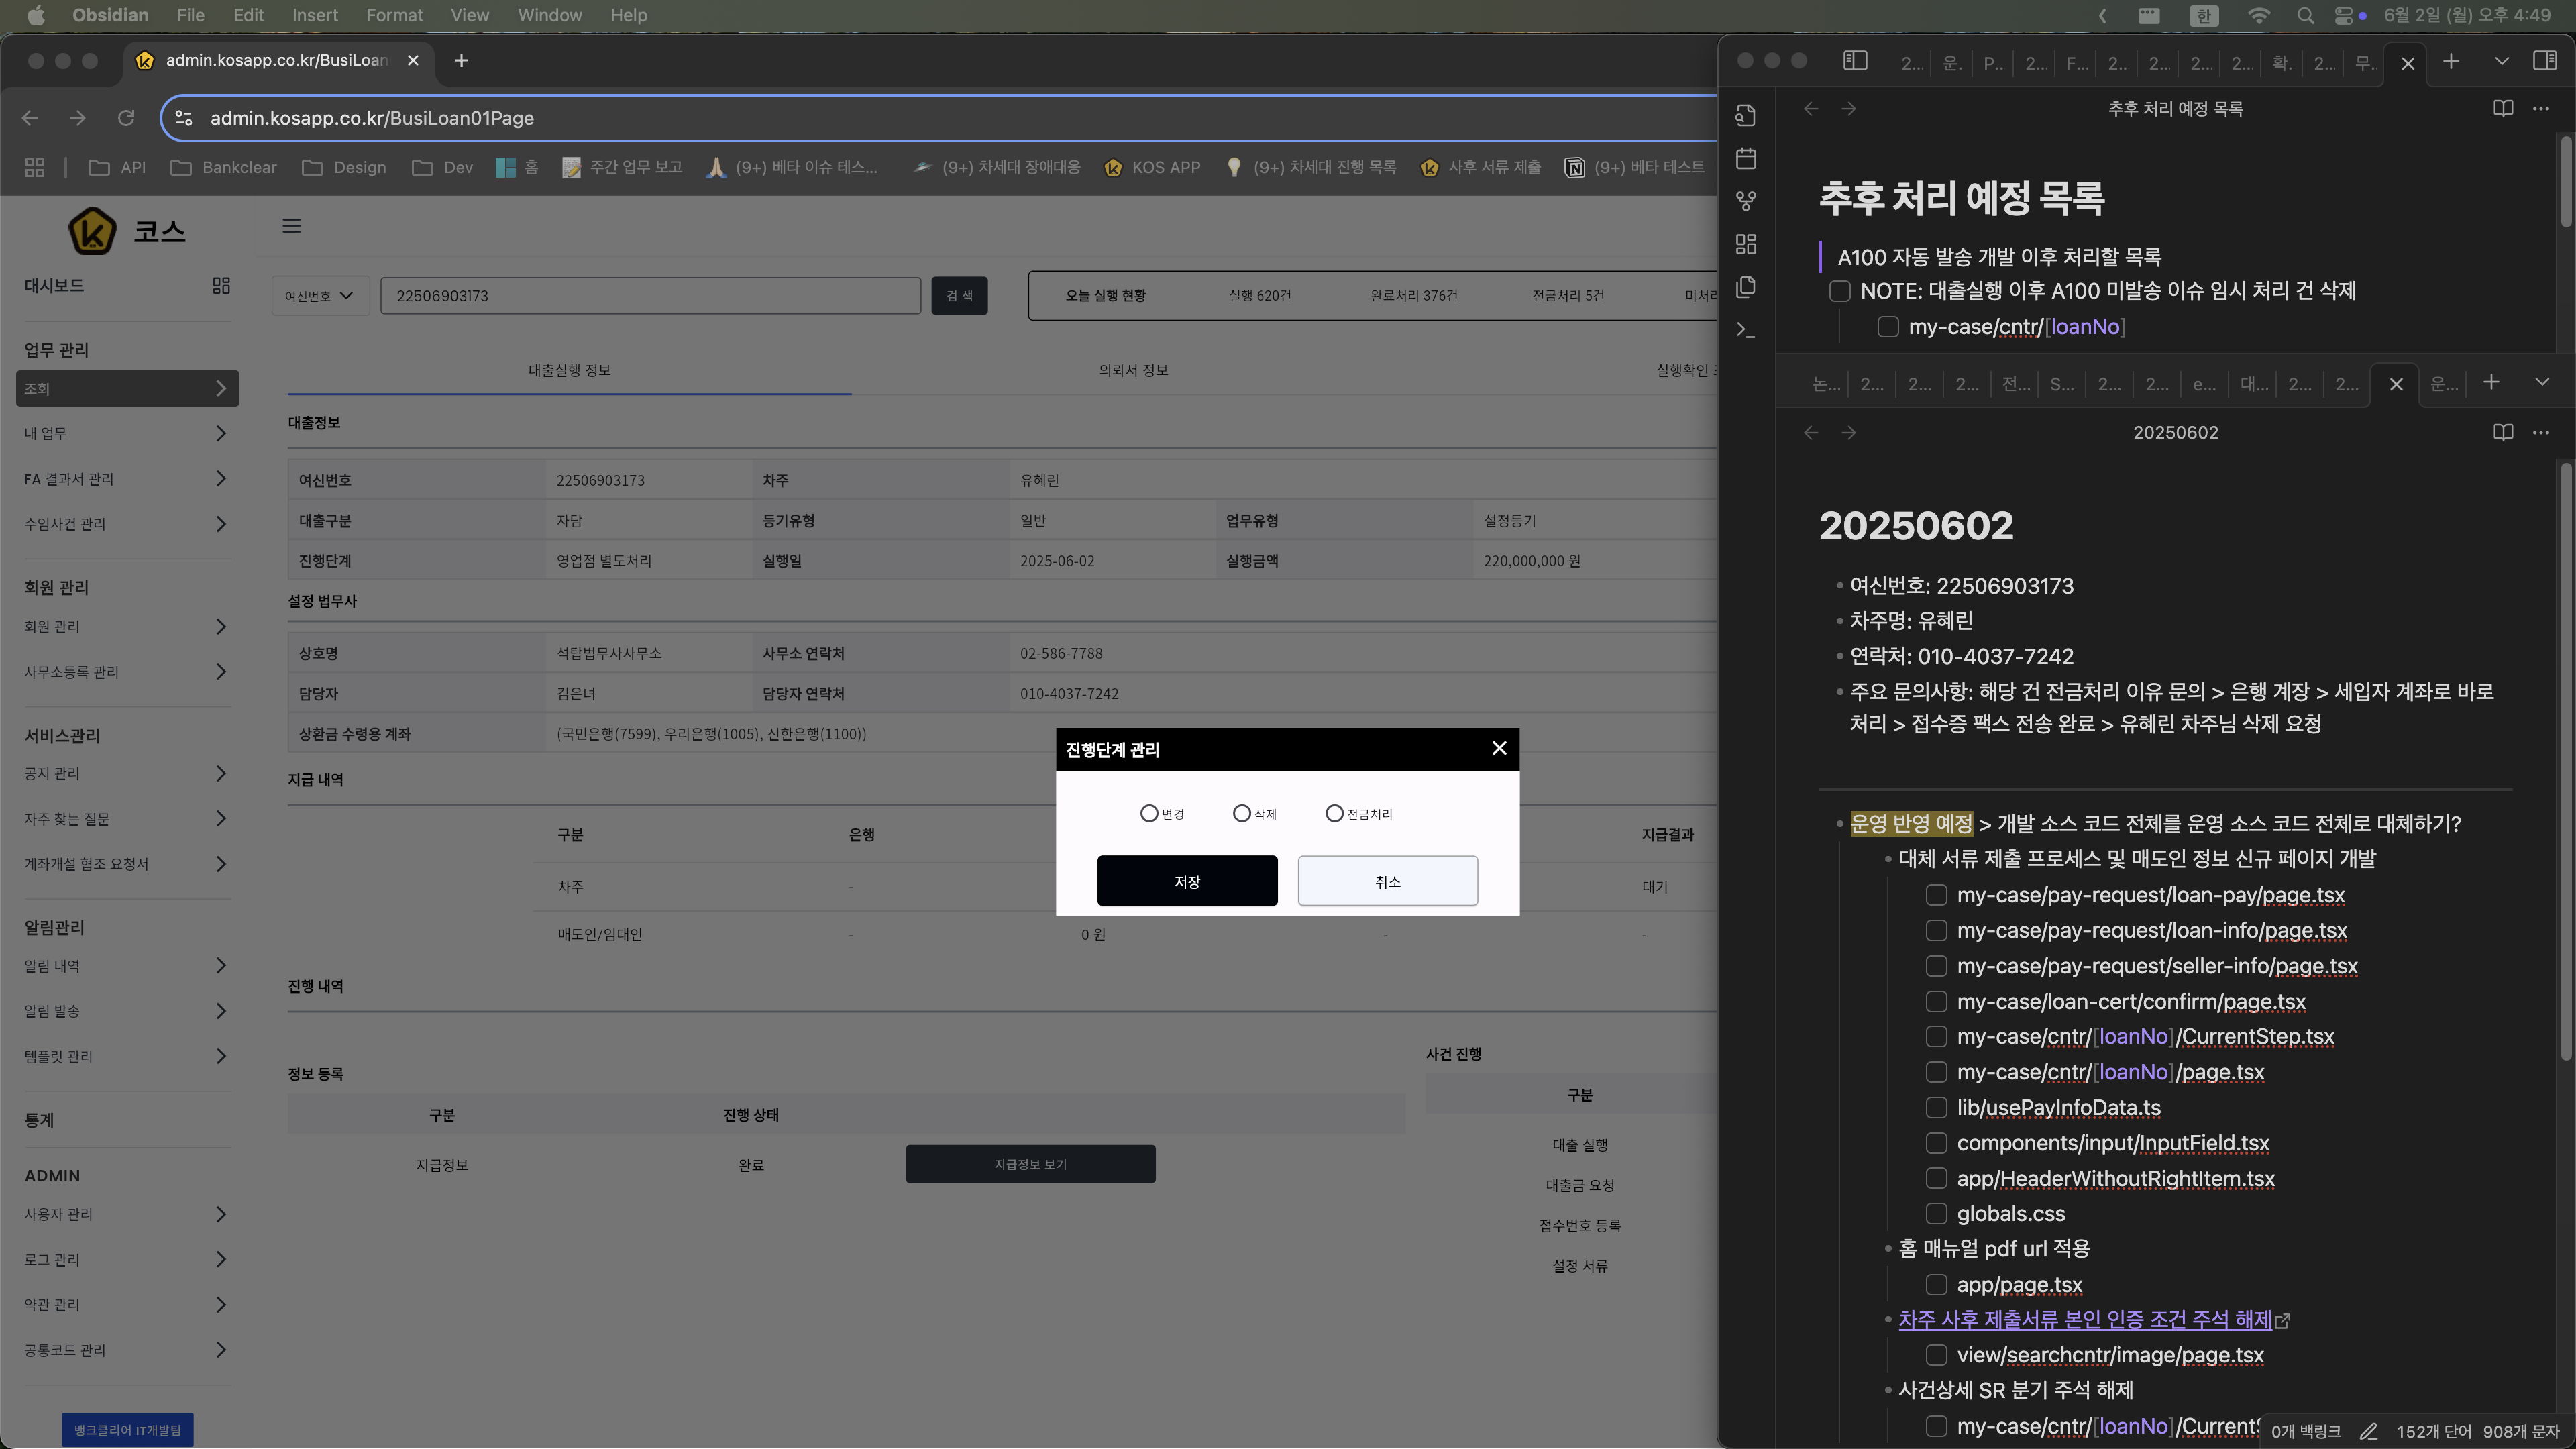 Obsidian File Edit Insert Format View Window Help
한 6월 2일 (월) 오후 4:49
admin.kosapp.co.kr/BusiLoan
admin.kosapp.co.kr/BusiLoan01Page
API Bankclear Design Dev 홈 주간 업무 보고 (9+) 베타 이슈 테스... (9+) 차세대 장애대응 KOS APP (9+) 차세대 진행 목록 사후 서류 제출 (9+) 베타 테스트
코스
대시보드
업무 관리
조회
내 업무
FA 결과서 관리
수임사건 관리
회원 관리
회원 관리
사무소등록 관리
서비스관리
공지 관리
자주 찾는 질문
계좌개설 협조 요청서
알림관리
알림 내역
알림 발송
템플릿 관리
통계
ADMIN
사용자 관리
로그 관리
약관 관리
공통코드 관리
뱅크클리어 IT개발팀
여신번호 22506903173 검 색
오늘 실행 현황 실행 620건 완료처리 376건 전금처리 5건 미처리
대출실행 정보 의뢰서 정보 실행확인
대출정보
여신번호 22506903173 차주 유혜린
대출구분 자담 등기유형 일반 업무유형 설정등기
진행단계 영업점 별도처리 실행일 2025-06-02 실행금액 220,000,000 원
설정 법무사
상호명 석탑법무사사무소 사무소 연락처 02-586-7788
담당자 김은녀 담당자 연락처 010-4037-7242
상환금 수령용 계좌 (국민은행(7599), 우리은행(1005), 신한은행(1100))
지급 내역
구분 은행 지급결과
차주 - 대기
매도인/임대인 - 0 원 - -
진행단계 관리
변경 삭제 전금처리
저장 취소
진행 내역
정보 등록
구분 진행 상태
지급정보 완료 지급정보 보기
사건 진행
구분
대출 실행
대출금 요청
접수번호 등록
설정 서류
2... 운. P... 2... F... 2... 2... 2... 2... 확. 2... 무.
추후 처리 예정 목록
추후 처리 예정 목록
A100 자동 발송 개발 이후 처리할 목록
NOTE: 대출실행 이후 A100 미발송 이슈 임시 처리 건 삭제
my-case/cntr/[loanNo]
논... 2... 2... 2... 전... S... 2... 2... e... 대... 2... 2... 운...
20250602
20250602
여신번호: 22506903173
차주명: 유혜린
연락처: 010-4037-7242
주요 문의사항: 해당 건 전금처리 이유 문의 > 은행 계장 > 세입자 계좌로 바로
처리 > 접수증 팩스 전송 완료 > 유혜린 차주님 삭제 요청
운영 반영 예정 > 개발 소스 코드 전체를 운영 소스 코드 전체로 대체하기?
대체 서류 제출 프로세스 및 매도인 정보 신규 페이지 개발
my-case/pay-request/loan-pay/page.tsx
my-case/pay-request/loan-info/page.tsx
my-case/pay-request/seller-info/page.tsx
my-case/loan-cert/confirm/page.tsx
my-case/cntr/[loanNo]/CurrentStep.tsx
my-case/cntr/[loanNo]/page.tsx
lib/usePayInfoData.ts
components/input/InputField.tsx
app/HeaderWithoutRightItem.tsx
globals.css
홈 매뉴얼 pdf url 적용
app/page.tsx
차주 사후 제출서류 본인 인증 조건 주석 해제
view/searchcntr/image/page.tsx
사건상세 SR 분기 주석 해제
my-case/cntr/[loanNo]/CurrentS
0개 백링크 152개 단어 908개 문자